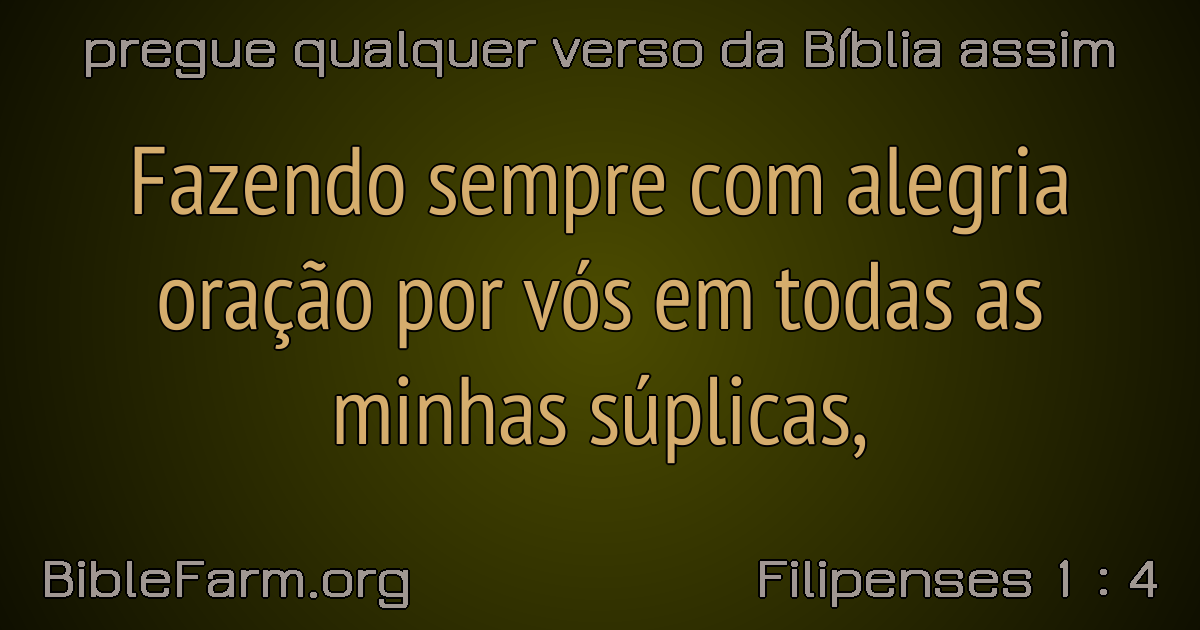 pregue qualquer verso da Bíblia assim
Fazendo sempre com alegria
oração por vós em todas as
minhas súplicas,
BibleFarm.org
Filipenses 1 : 4